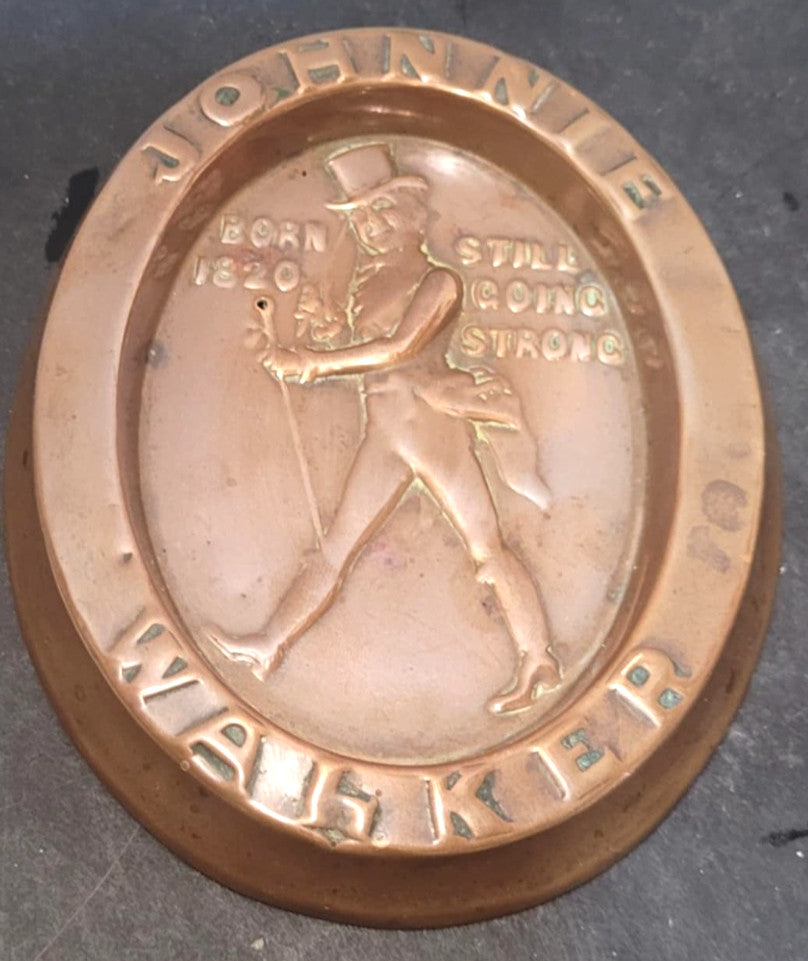 JOHNNIE
BORN
1820
STILL
GOING
STRONG
WALKER